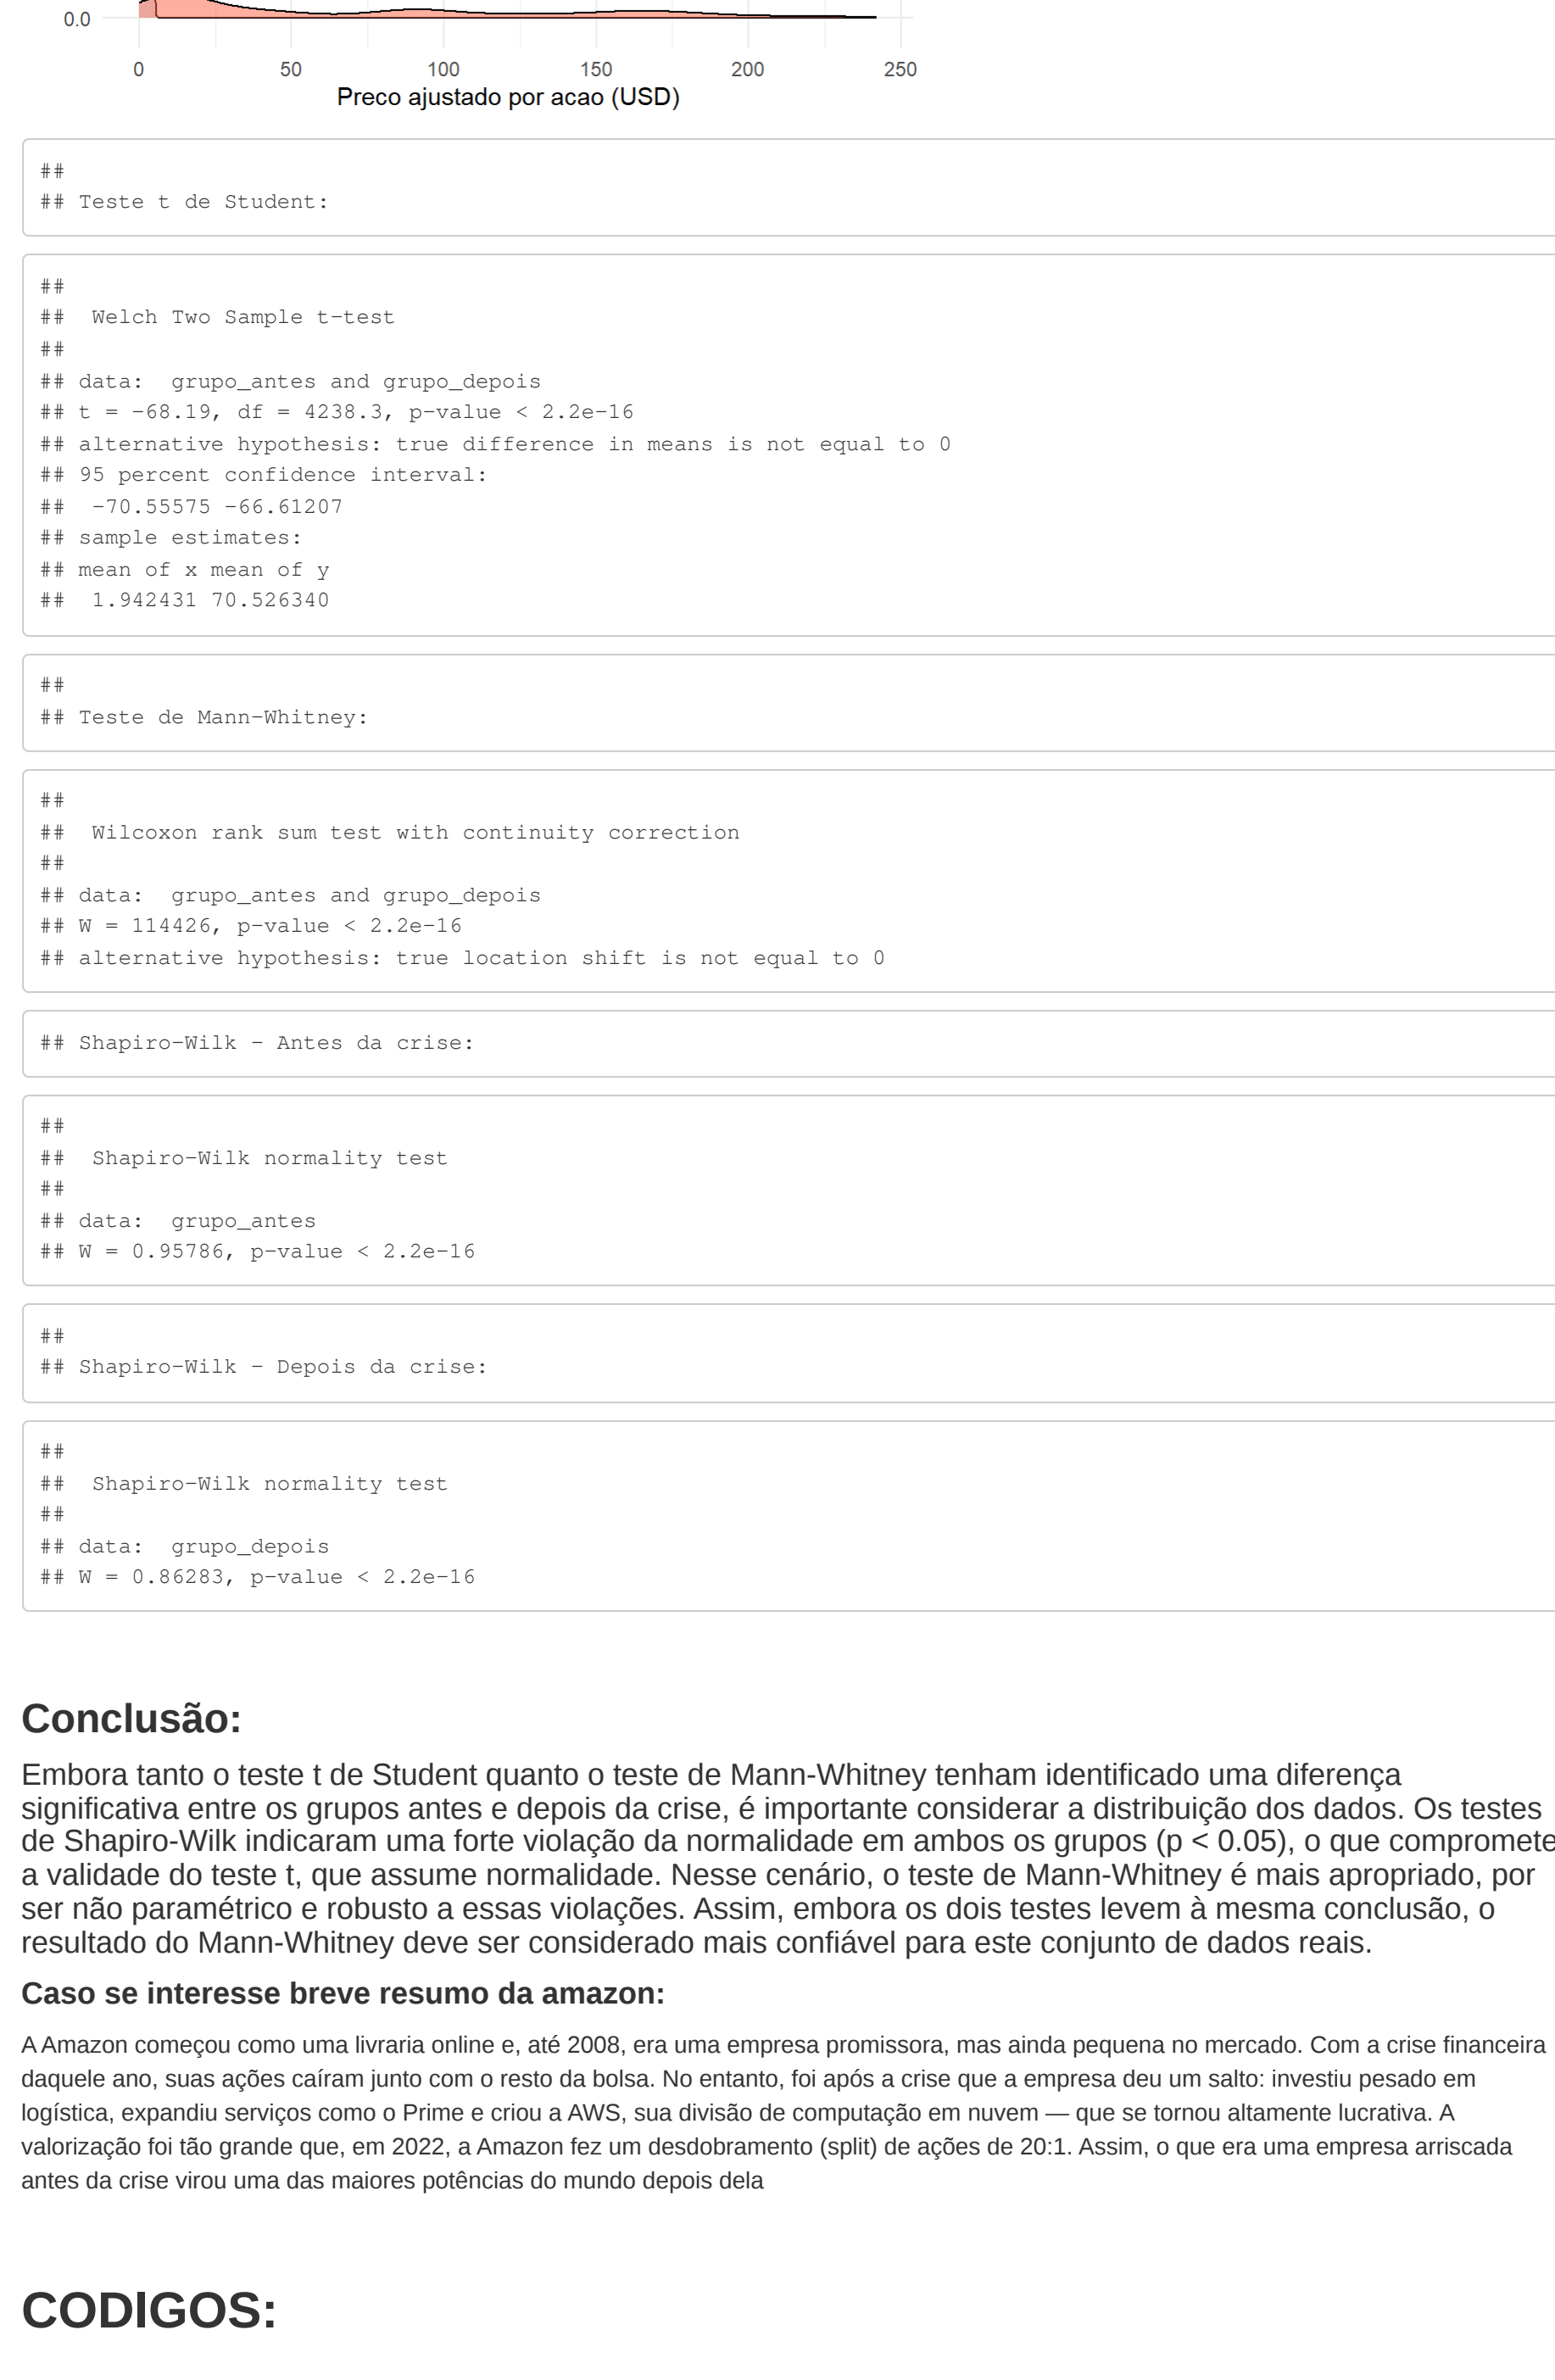 0.0
0 50 100 150 200 250
Preco ajustado por acao (USD)
##
## Teste t de Student:
##
##  Welch Two Sample t-test
##
## data:  grupo_antes and grupo_depois
## t = -68.19, df = 4238.3, p-value < 2.2e-16
## alternative hypothesis: true difference in means is not equal to 0
## 95 percent confidence interval:
##  -70.55575 -66.61207
## sample estimates:
## mean of x mean of y
##  1.942431 70.526340
##
## Teste de Mann-Whitney:
##
##  Wilcoxon rank sum test with continuity correction
##
## data:  grupo_antes and grupo_depois
## W = 114426, p-value < 2.2e-16
## alternative hypothesis: true location shift is not equal to 0
## Shapiro-Wilk - Antes da crise:
##
##  Shapiro-Wilk normality test
##
## data:  grupo_antes
## W = 0.95786, p-value < 2.2e-16
##
## Shapiro-Wilk - Depois da crise:
##
##  Shapiro-Wilk normality test
##
## data:  grupo_depois
## W = 0.86283, p-value < 2.2e-16
Conclusão:
Embora tanto o teste t de Student quanto o teste de Mann-Whitney tenham identificado uma diferença
significativa entre os grupos antes e depois da crise, é importante considerar a distribuição dos dados. Os testes
de Shapiro-Wilk indicaram uma forte violação da normalidade em ambos os grupos (p < 0.05), o que compromete
a validade do teste t, que assume normalidade. Nesse cenário, o teste de Mann-Whitney é mais apropriado, por
ser não paramétrico e robusto a essas violações. Assim, embora os dois testes levem à mesma conclusão, o
resultado do Mann-Whitney deve ser considerado mais confiável para este conjunto de dados reais.
Caso se interesse breve resumo da amazon:
A Amazon começou como uma livraria online e, até 2008, era uma empresa promissora, mas ainda pequena no mercado. Com a crise financeira
daquele ano, suas ações caíram junto com o resto da bolsa. No entanto, foi após a crise que a empresa deu um salto: investiu pesado em
logística, expandiu serviços como o Prime e criou a AWS, sua divisão de computação em nuvem — que se tornou altamente lucrativa. A
valorização foi tão grande que, em 2022, a Amazon fez um desdobramento (split) de ações de 20:1. Assim, o que era uma empresa arriscada
antes da crise virou uma das maiores potências do mundo depois dela
CODIGOS: